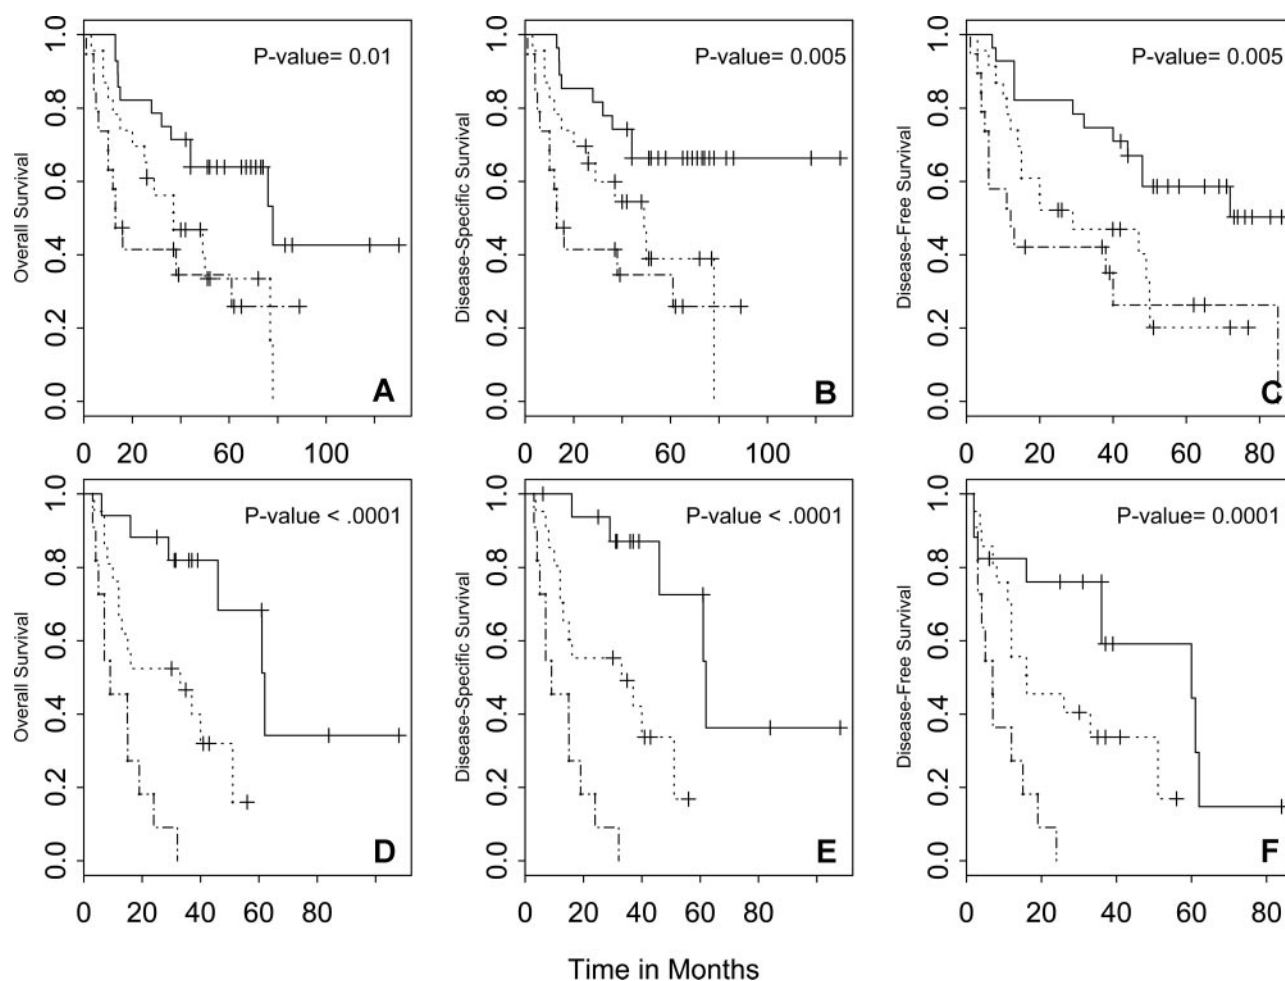 Overall Survival
0.0 0.2 0.4 0.6 0.8 1.0
P-value= 0.01
A
0 20 60 100
Disease-Specific Survival
0.0 0.2 0.4 0.6 0.8 1.0
P-value= 0.005
B
0 20 60 100
Disease-Free Survival
0.0 0.2 0.4 0.6 0.8 1.0
P-value= 0.005
C
0 20 40 60 80
Overall Survival
0.0 0.2 0.4 0.6 0.8 1.0
P-value < .0001
D
0 20 40 60 80
Disease-Specific Survival
0.0 0.2 0.4 0.6 0.8 1.0
P-value < .0001
E
0 20 40 60 80
Disease-Free Survival
0.0 0.2 0.4 0.6 0.8 1.0
P-value= 0.0001
F
0 20 40 60 80
Time in Months